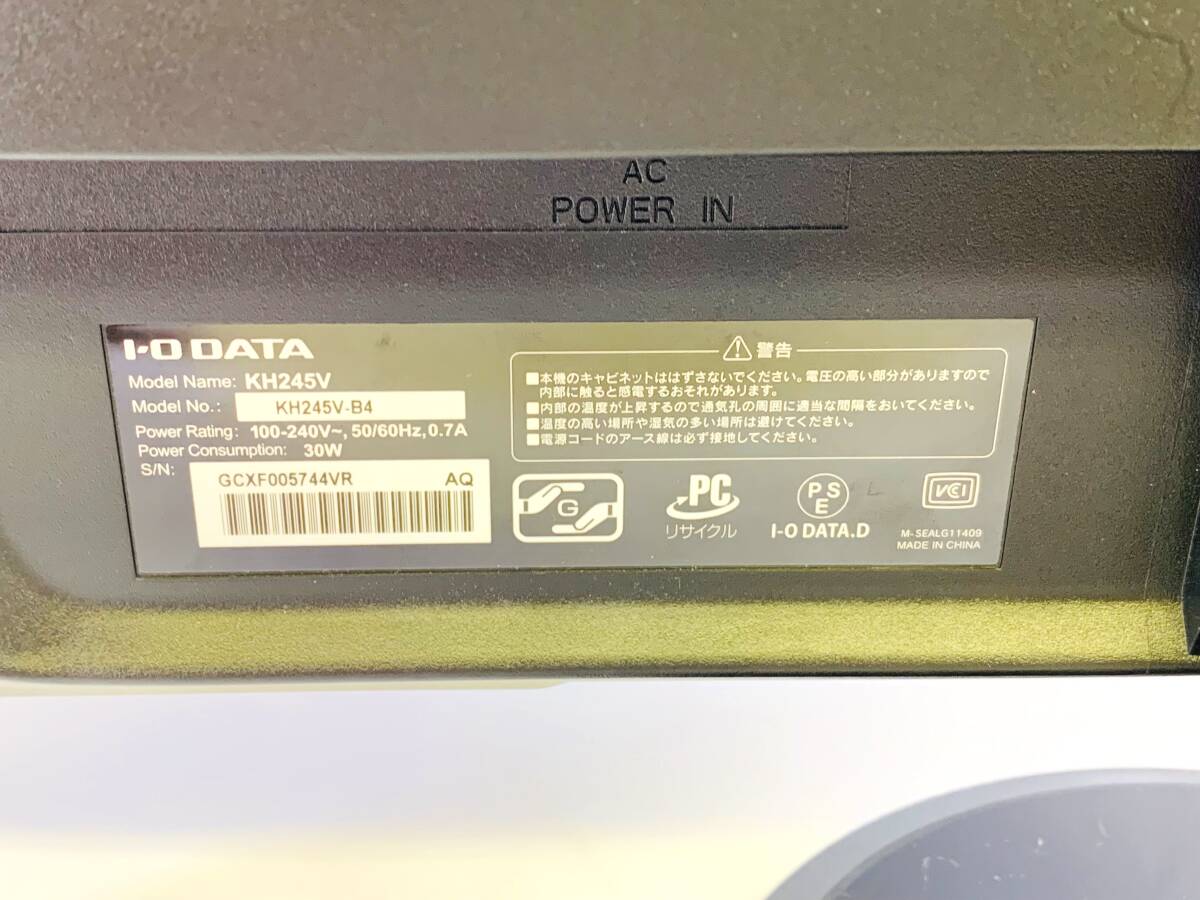 AC
POWER IN
I-O DATA
Model Name: KH245V
Model No.: KH245V-B4
Power Rating: 100-240V~, 50/60Hz, 0.7A
Power Consumption: 30W
S/N: GCXF005744VR AQ
警告
■本機のキャビネットははずさないでください。電圧の高い部分がありますので
内部に触ると感電するおそれがあります。
■内部の温度が上昇するので通気孔の周囲に適当な間隔をおいてください。
■温度の高い場所や湿気の多い場所は避けてください。
■電源コードのアース線は必ず接地してください。
G
PC
リサイクル
PS
E
I-O DATA.D
VCI
M-SEALG11409
MADE IN CHINA